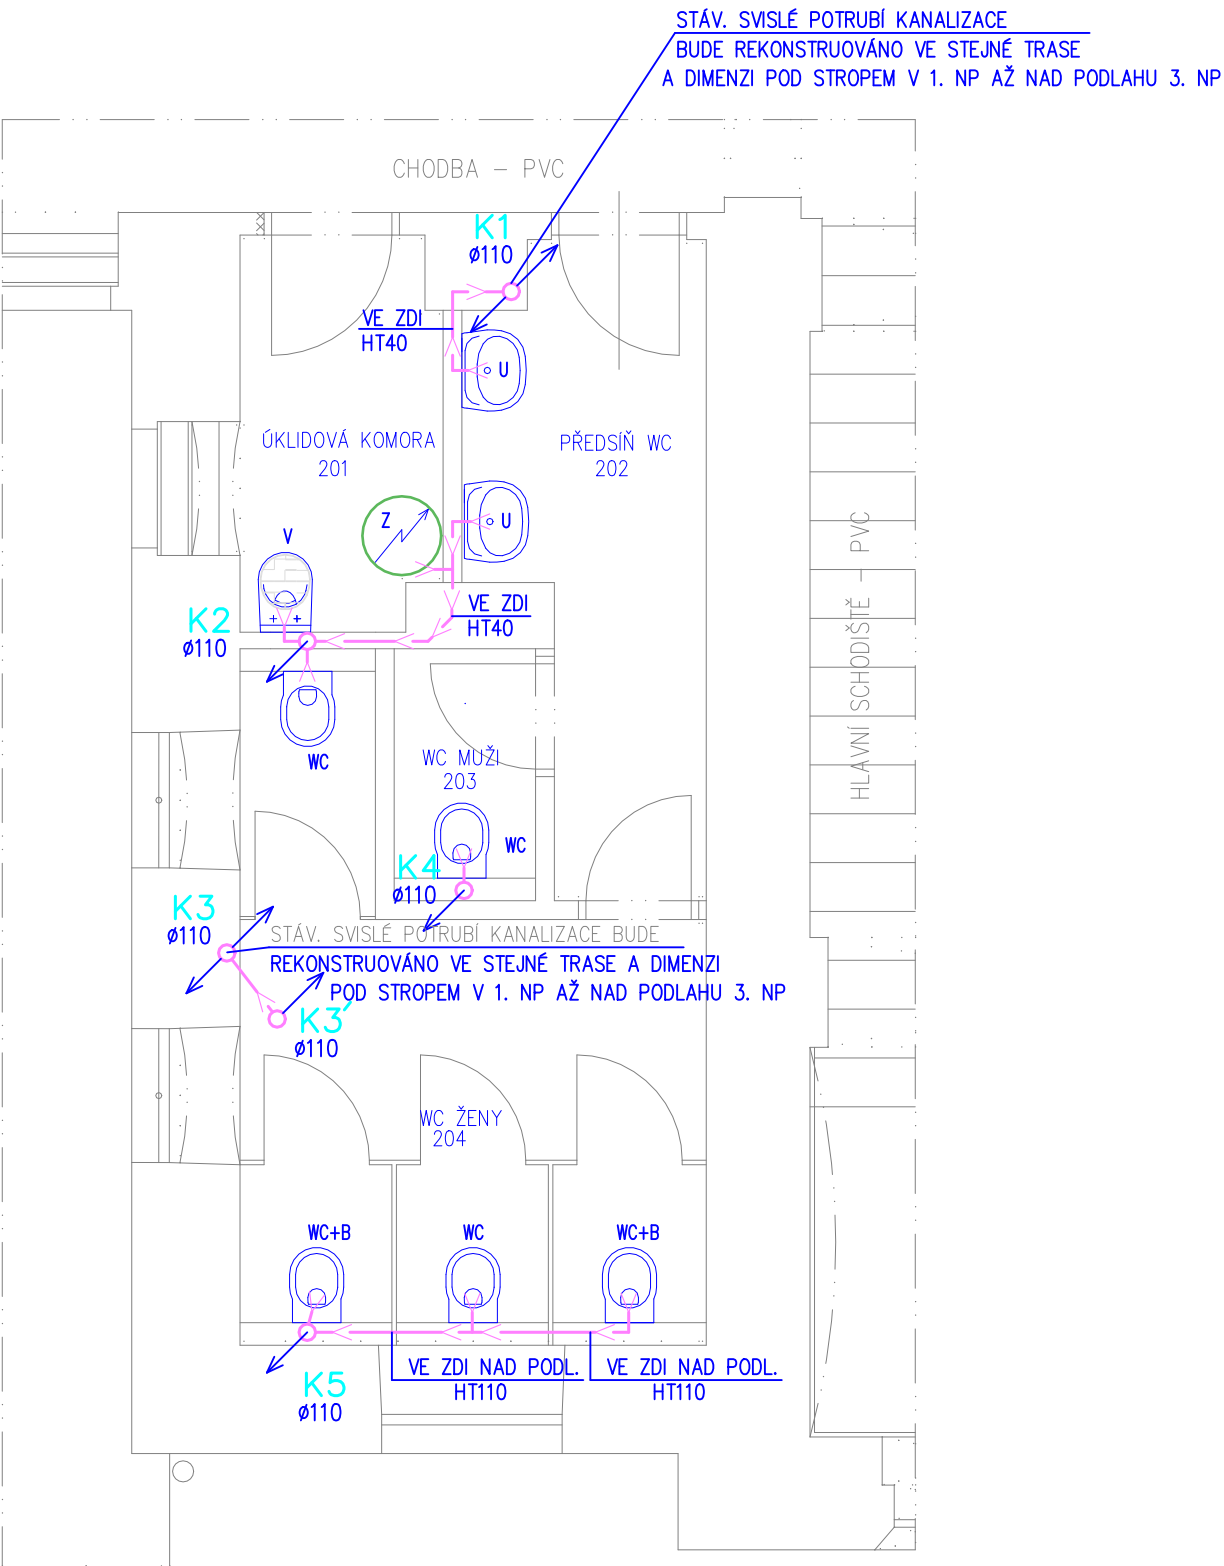 STÁV. SVISLÉ POTRUBÍ KANALIZACE
BUDE REKONSTRUOVÁNO VE STEJNÉ TRASE
A DIMENZI POD STROPEM V 1. NP AŽ NAD PODLAHU 3. NP
CHODBA – PVC
K1
ø110
VE ZDI
HT40
U
ÚKLIDOVÁ KOMORA
201
PŘEDSÍŇ WC
202
Z
U
V
HLAVNÍ SCHODIŠTĚ – PVC
K2
ø110
VE ZDI
HT40
WC
WC MUŽI
203
WC
K4
ø110
K3
ø110
STÁV. SVISLÉ POTRUBÍ KANALIZACE BUDE
REKONSTRUOVÁNO VE STEJNÉ TRASE A DIMENZI
POD STROPEM V 1. NP AŽ NAD PODLAHU 3. NP
K3´
ø110
WC ŽENY
204
WC+B
WC
WC+B
VE ZDI NAD PODL.
HT110
VE ZDI NAD PODL.
HT110
K5
ø110